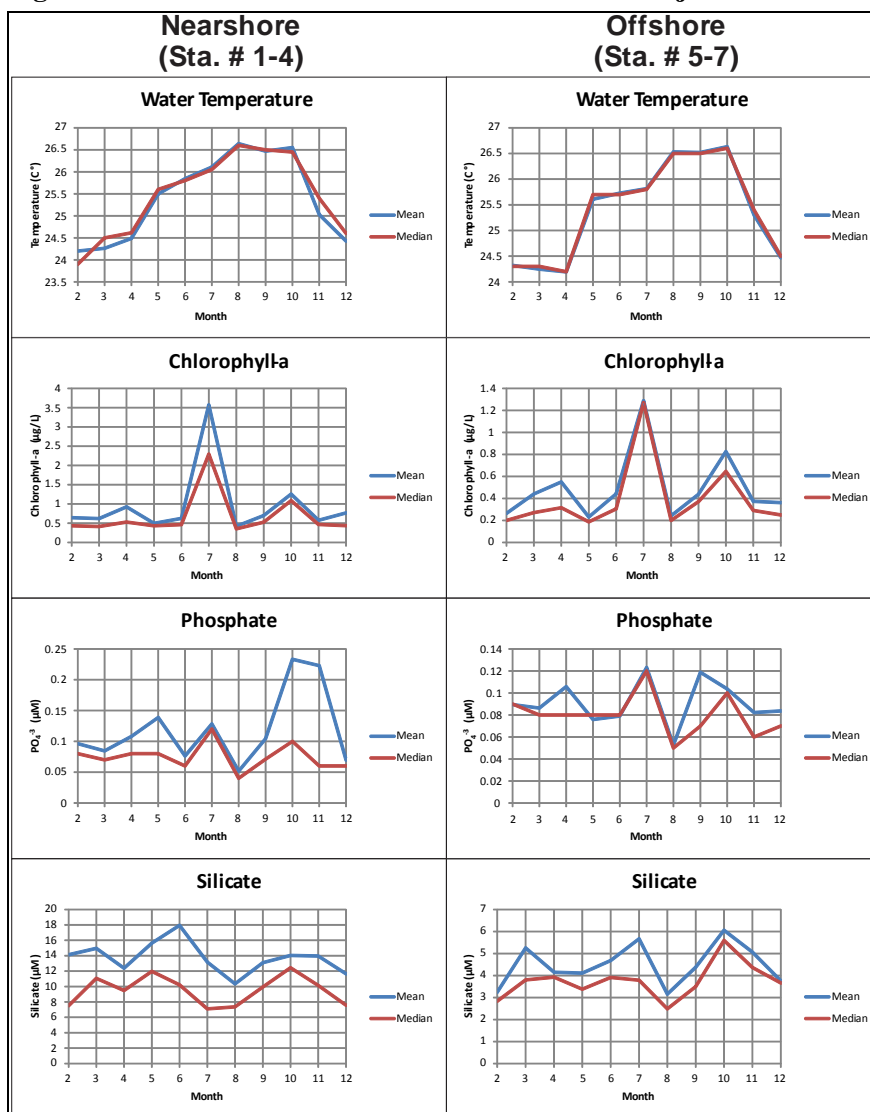 Nearshore
(Sta. # 1-4)
Offshore
(Sta. # 5-7)
Water Temperature
Temperature (C°)
27
26.5
26
25.5
25
24.5
24
23.5
2 3 4 5 6 7 8 9 10 11 12
Month
Mean
Median
Water Temperature
Temperature (C°)
27
26.5
26
25.5
25
24.5
24
2 3 4 5 6 7 8 9 10 11 12
Month
Mean
Median
Chlorophyll-a
Chlorophyll-a (µg/L)
4
3.5
3
2.5
2
1.5
1
0.5
0
2 3 4 5 6 7 8 9 10 11 12
Month
Mean
Median
Chlorophyll-a
Chlorophyll-a (µg/L)
1.4
1.2
1
0.8
0.6
0.4
0.2
0
2 3 4 5 6 7 8 9 10 11 12
Month
Mean
Median
Phosphate
PO₄⁻³ (µM)
0.25
0.2
0.15
0.1
0.05
0
2 3 4 5 6 7 8 9 10 11 12
Month
Mean
Median
Phosphate
PO₄⁻³ (µM)
0.14
0.12
0.1
0.08
0.06
0.04
0.02
0
2 3 4 5 6 7 8 9 10 11 12
Month
Mean
Median
Silicate
Silicate (µM)
20
18
16
14
12
10
8
6
4
2
0
2 3 4 5 6 7 8 9 10 11 12
Month
Mean
Median
Silicate
Silicate (µM)
7
6
5
4
3
2
1
0
2 3 4 5 6 7 8 9 10 11 12
Month
Mean
Median